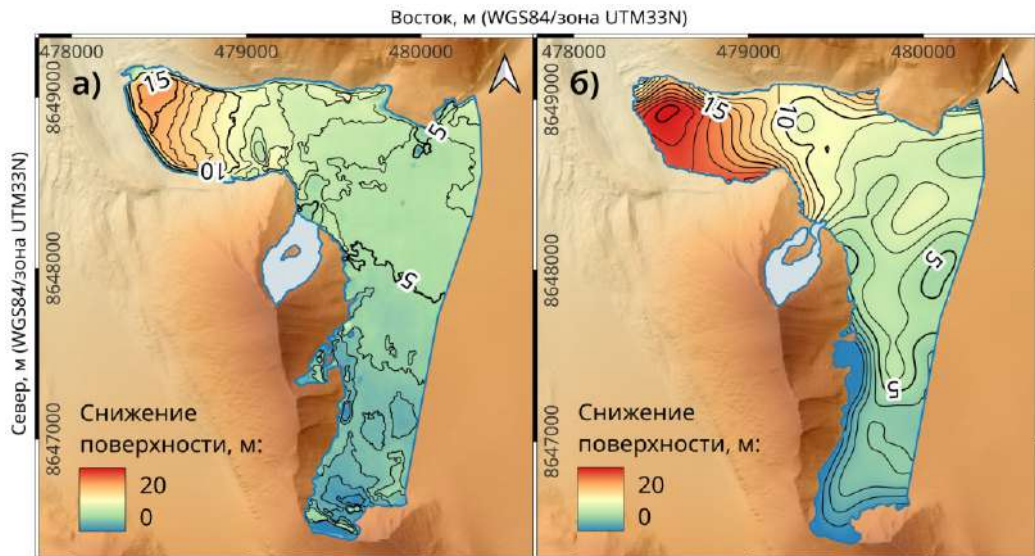 Восток, м (WGS84/зона UTM33N)
478000 479000 480000 478000 479000 480000
Север, м (WGS84/зона UTM33N)
8649000
8648000
8647000
а)
15
10
5
5
Снижение
поверхности, м:
20
0
8649000
8648000
8647000
б)
15
10
5
5
Снижение
поверхности, м:
20
0